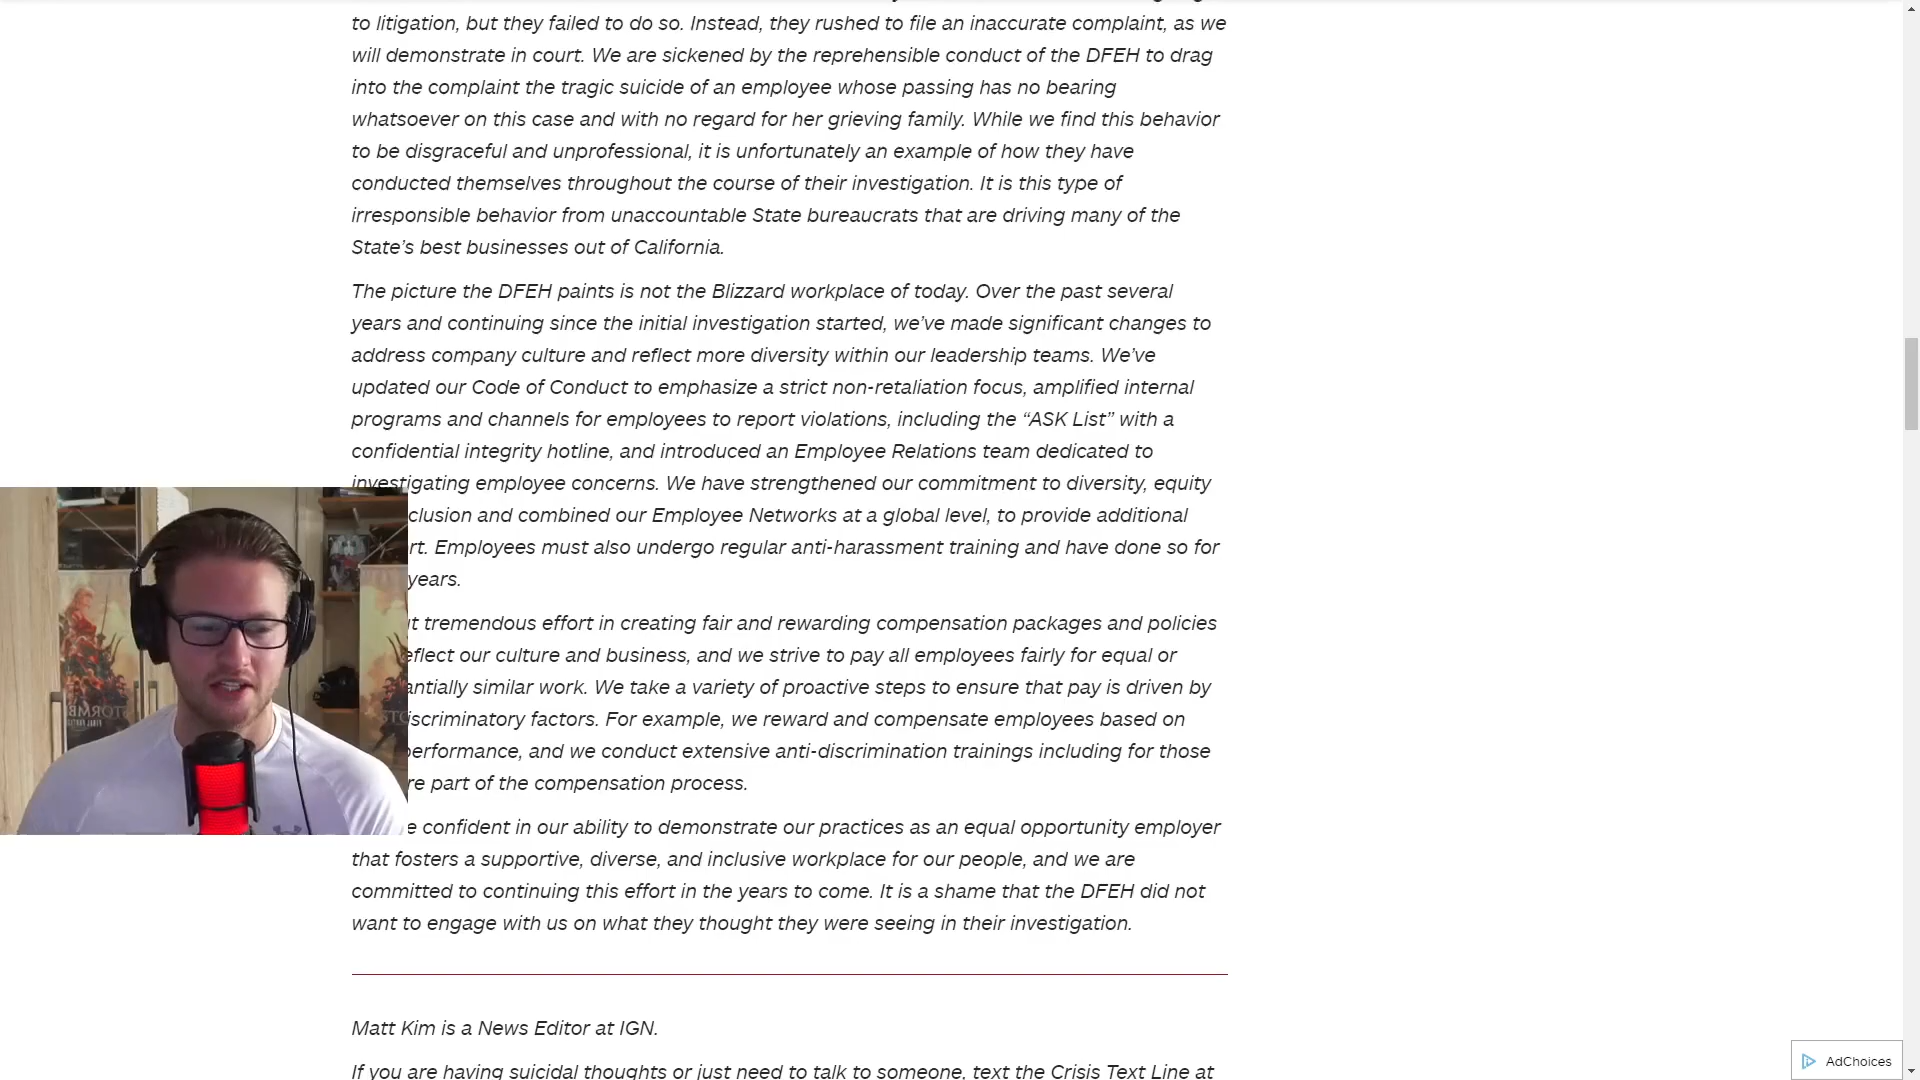 to litigation, but they failed to do so. Instead, they rushed to file an inaccurate complaint, as we
will demonstrate in court. We are sickened by the reprehensible conduct of the DFEH to drag
into the complaint the tragic suicide of an employee whose passing has no bearing
whatsoever on this case and with no regard for her grieving family. While we find this behavior
to be disgraceful and unprofessional, it is unfortunately an example of how they have
conducted themselves throughout the course of their investigation. It is this type of
irresponsible behavior from unaccountable State bureaucrats that are driving many of the
State’s best businesses out of California.
The picture the DFEH paints is not the Blizzard workplace of today. Over the past several
years and continuing since the initial investigation started, we’ve made significant changes to
address company culture and reflect more diversity within our leadership teams. We’ve
updated our Code of Conduct to emphasize a strict non-retaliation focus, amplified internal
programs and channels for employees to report violations, including the “ASK List” with a
confidential integrity hotline, and introduced an Employee Relations team dedicated to
investigating employee concerns. We have strengthened our commitment to diversity, equity
clusion and combined our Employee Networks at a global level, to provide additional
rt. Employees must also undergo regular anti-harassment training and have done so for
years.
t tremendous effort in creating fair and rewarding compensation packages and policies
eflect our culture and business, and we strive to pay all employees fairly for equal or
antially similar work. We take a variety of proactive steps to ensure that pay is driven by
iscriminatory factors. For example, we reward and compensate employees based on
performance, and we conduct extensive anti-discrimination trainings including for those
re part of the compensation process.
e confident in our ability to demonstrate our practices as an equal opportunity employer
that fosters a supportive, diverse, and inclusive workplace for our people, and we are
committed to continuing this effort in the years to come. It is a shame that the DFEH did not
want to engage with us on what they thought they were seeing in their investigation.
Matt Kim is a News Editor at IGN.
If you are having suicidal thoughts or just need to talk to someone, text the Crisis Text Line at
AdChoices